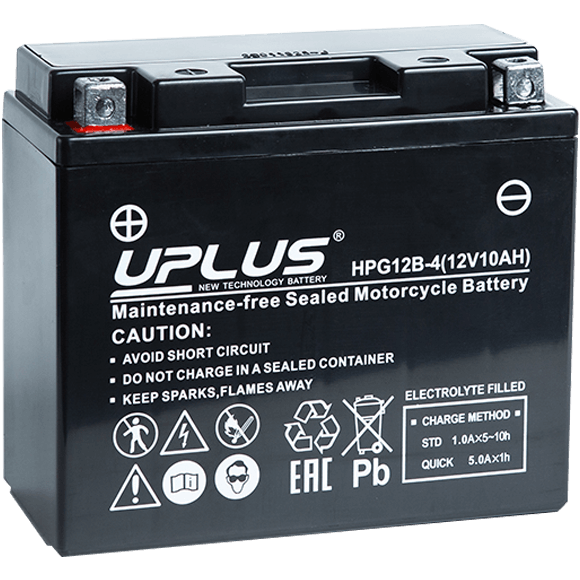 UPLUS®
NEW TECHNOLOGY BATTERY
HPG12B-4(12V10AH)
Maintenance-free Sealed Motorcycle Battery
CAUTION:
■ AVOID SHORT CIRCUIT
■ DO NOT CHARGE IN A SEALED CONTAINER
■ KEEP SPARKS,FLAMES AWAY
ELECTROLYTE FILLED
■ CHARGE METHOD ■
STD 1.0A×5~10h
QUICK 5.0A×1h
EAC Pb